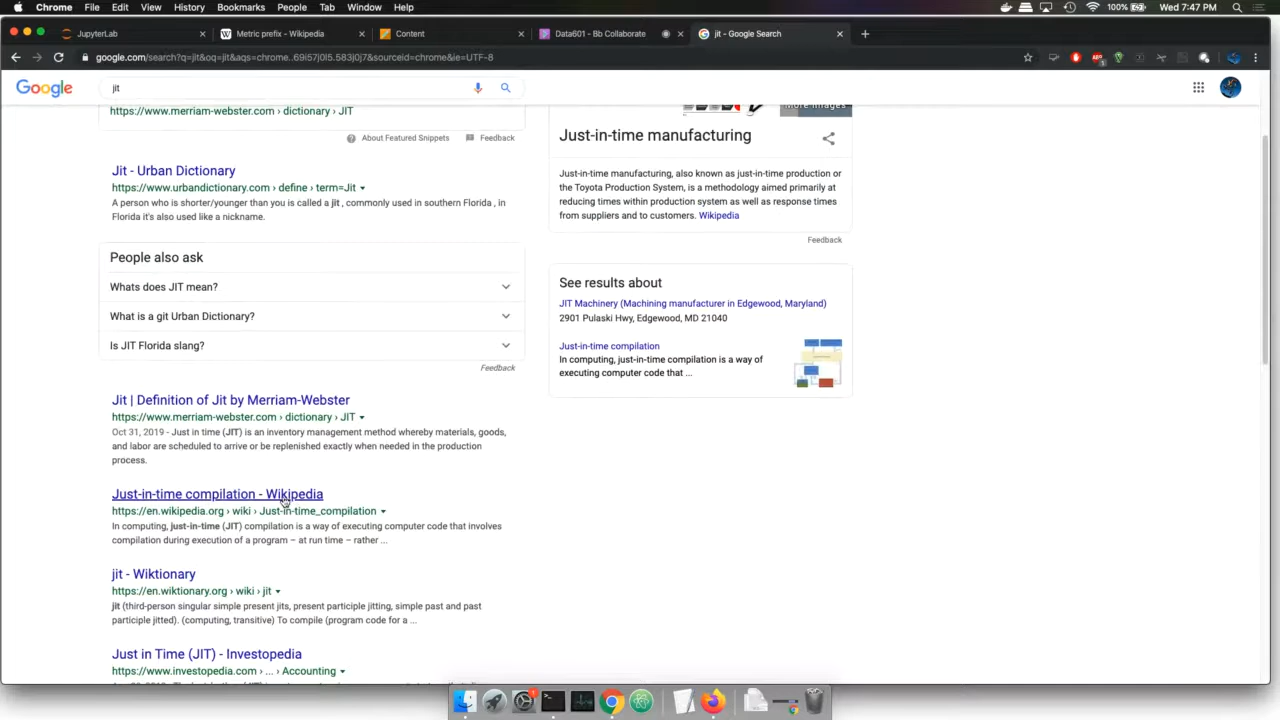 Chrome File Edit View History Bookmarks People Tab Window Help 100% Wed 7:47 PM
JupyterLab Metric prefix - Wikipedia Content Data601 - Bb Collaborate jit - Google Search
google.com/search?q=jit&oq=jit&aqs=chrome..69i57j0l5.583j0j7&sourceid=chrome&ie=UTF-8
Google jit
https://www.merriam-webster.com › dictionary › JIT
About Featured Snippets Feedback
Jit - Urban Dictionary
https://www.urbandictionary.com › define › term=Jit
A person who is shorter/younger than you is called a jit , commonly used in southern Florida , in
Florida it's also used like a nickname.
People also ask
Whats does JIT mean?
What is a git Urban Dictionary?
Is JIT Florida slang?
Feedback
Jit | Definition of Jit by Merriam-Webster
https://www.merriam-webster.com › dictionary › JIT
Oct 31, 2019 - Just in time (JIT) is an inventory management method whereby materials, goods,
and labor are scheduled to arrive or be replenished exactly when needed in the production
process.
Just-in-time compilation - Wikipedia
https://en.wikipedia.org › wiki › Just-in-time_compilation
In computing, just-in-time (JIT) compilation is a way of executing computer code that involves
compilation during execution of a program – at run time – rather ...
jit - Wiktionary
https://en.wiktionary.org › wiki › jit
jit (third-person singular simple present jits, present participle jitting, simple past and past
participle jitted). (computing, transitive) To compile (program code for a ...
Just in Time (JIT) - Investopedia
https://www.investopedia.com › ... › Accounting
More images
Just-in-time manufacturing
Just-in-time manufacturing, also known as just-in-time production or
the Toyota Production System, is a methodology aimed primarily at
reducing times within production system as well as response times
from suppliers and to customers. Wikipedia
Feedback
See results about
JIT Machinery (Machining manufacturer in Edgewood, Maryland)
2901 Pulaski Hwy, Edgewood, MD 21040
Just-in-time compilation
In computing, just-in-time compilation is a way of
executing computer code that ...